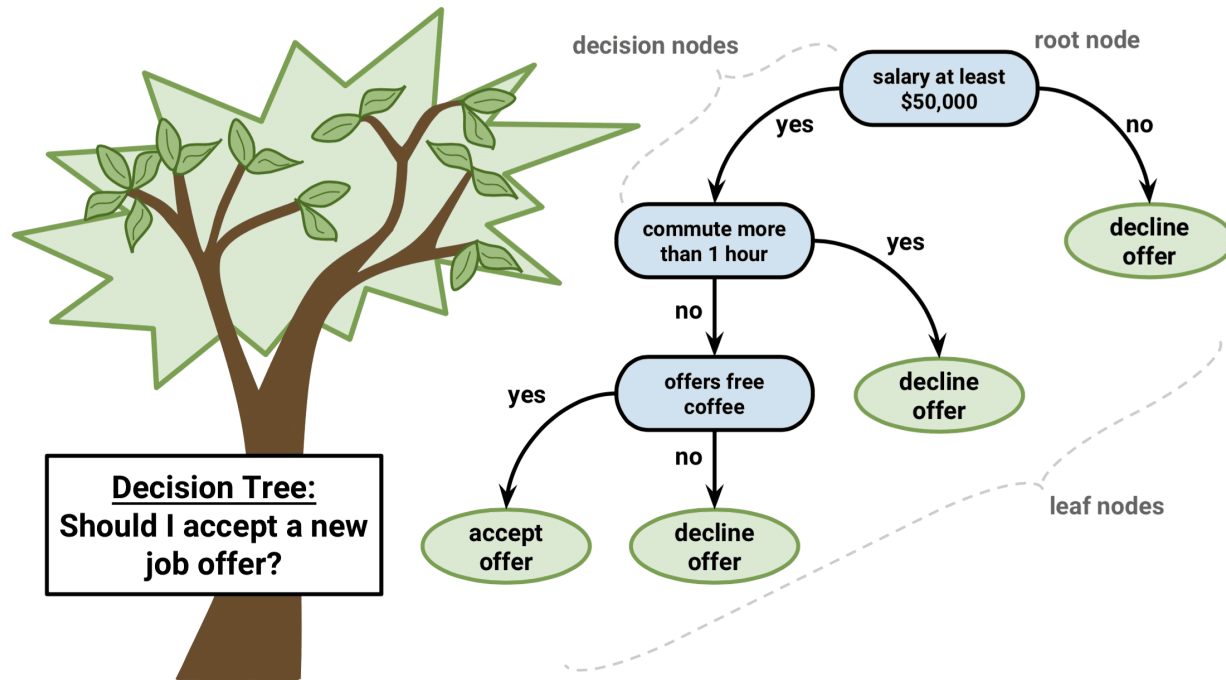 decision nodes
root node
salary at least
$50,000
yes
no
commute more
than 1 hour
yes
decline
offer
no
offers free
coffee
decline
offer
yes
no
Decision Tree:
Should I accept a new
job offer?
accept
offer
decline
offer
leaf nodes